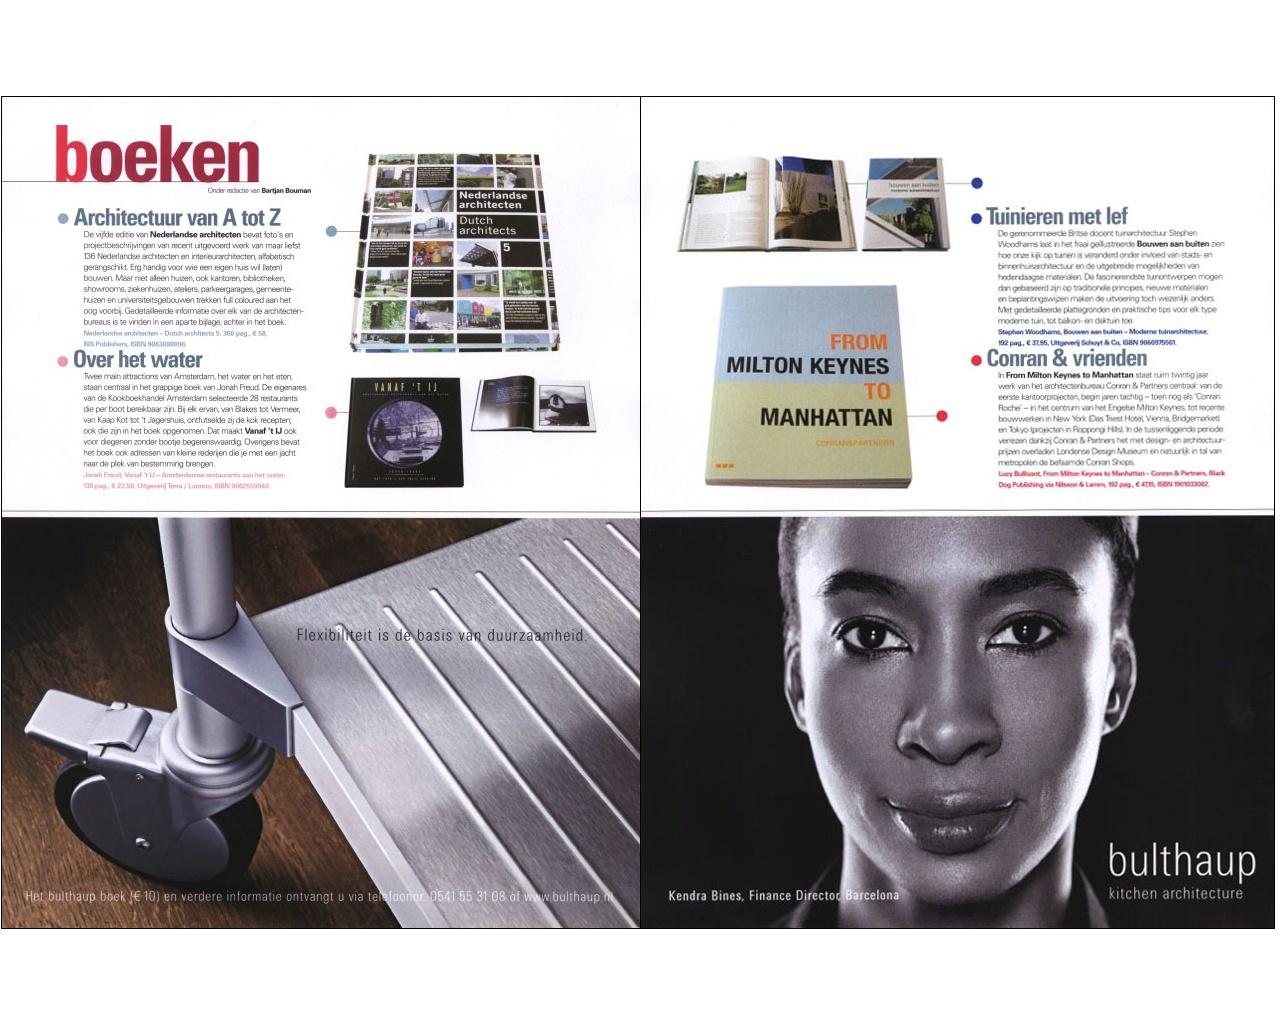 boeken
Onder redactie van Bartjan Bouman
Architectuur van A tot Z
De vijfde editie van Nederlandse architecten bevat foto's en
projectbeschrijvingen van recent uitgevoerd werk van maar liefst
136 Nederlandse architecten en interieurarchitecten, alfabetisch
gerangschikt. Erg handig voor wie een eigen huis wil (laten)
bouwen. Maar niet alleen huizen, ook kantoren, bibliotheken,
showrooms, ziekenhuizen, ateliers, parkeergarages, gemeente-
huizen en universiteitsgebouwen trekken full coloured aan het
oog voorbij. Gedetailleerde informatie over elk van de architecten-
bureaus is te vinden in een aparte bijlage, achter in het boek.
Nederlandse architecten – Dutch architects 5, 360 pag., € 58,
BIS Publishers, ISBN 9063690096.
Over het water
Twee main attractions van Amsterdam, het water en het eten,
staan centraal in het grappige boek van Jonah Freud. De eigenares
van de Kookboekhandel Amsterdam selecteerde 28 restaurants
die per boot bereikbaar zijn. Bij elk ervan, van Blakes tot Vermeer,
van Kaap Kot tot 't Jagershuis, ontfutselde zij de kok recepten;
ook die zijn in het boek opgenomen. Dat maakt Vanaf 't IJ ook
voor diegenen zonder bootje begerenswaardig. Overigens bevat
het boek ook adressen van kleine rederijen die je met een jacht
naar de plek van bestemming brengen.
Jonah Freud, Vanaf 't IJ – Amsterdamse restaurants van het water,
138 pag., € 22,50, Uitgeverij Terra / Lannoo, ISBN 9062559948.
Nederlandse
architecten
Dutch
architects
5
VANAF 'T IJ
bouwen aan buiten
moderne tuinarchitectuur
Tuinieren met lef
De gerenommeerde Britse docent tuinarchitectuur Stephen
Woodhams laat in het fraai geïllustreerde Bouwen aan buiten zien
hoe onze kijk op tuinen is veranderd onder invloed van stads- en
binnenhuisarchitectuur en de uitgebreide mogelijkheden van
hedendaagse materialen. De fascinerendste tuinontwerpen mogen
dan gebaseerd zijn op traditionele principes, nieuwe materialen
en beplantingswijzen maken de uitvoering toch wezenlijk anders.
Met gedetailleerde plattegronden en praktische tips voor elk type
moderne tuin, tot balkon- en daktuin toe.
Stephen Woodhams, Bouwen aan buiten – Moderne tuinarchitectuur,
192 pag., € 37,95, Uitgeverij Schuyt & Co, ISBN 9060975561.
FROM
MILTON KEYNES
TO
MANHATTAN
CONRAN&PARTNERS
Conran & vrienden
In From Milton Keynes to Manhattan staat ruim twintig jaar
werk van het architectenbureau Conran & Partners centraal: van de
eerste kantoorprojecten, begin jaren tachtig – toen nog als 'Conran
Roche' – in het centrum van het Engelse Milton Keynes, tot recente
bouwwerken in New York (Das Triest Hotel, Vienna, Bridgemarket)
en Tokyo (projecten in Roppongi Hills). In de tussenliggende periode
verrezen dankzij Conran & Partners het met design- en architectuur-
prijzen overladen Londense Design Museum en natuurlijk in tal van
metropolen de befaamde Conran Shops.
Lucy Bullivant, From Milton Keynes to Manhattan – Conran & Partners, Black
Dog Publishing via Nilsson & Lamm, 192 pag., € 47,15, ISBN 1901033082.
Flexibiliteit is de basis van duurzaamheid.
Het bulthaup boek (€ 10) en verdere informatie ontvangt u via telefoonnr. 0541 55 31 08 of www.bulthaup.nl
Kendra Bines, Finance Director, Barcelona
bulthaup
kitchen architecture